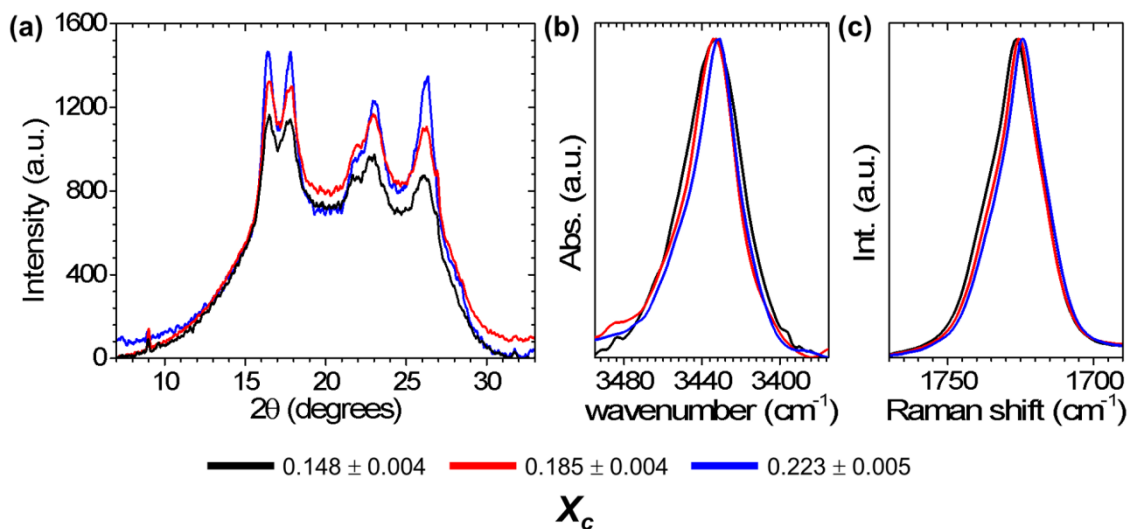 (a)
(b)
(c)
1600
1200
800
400
0
Intensity (a.u.)
10 20 25 30
2θ (degrees)
Abs. (a.u.)
3480 3440 3400
wavenumber (cm⁻¹)
Int. (a.u.)
1750 1700
Raman shift (cm⁻¹)
0.148 ± 0.004 0.185 ± 0.004 0.223 ± 0.005
X_c